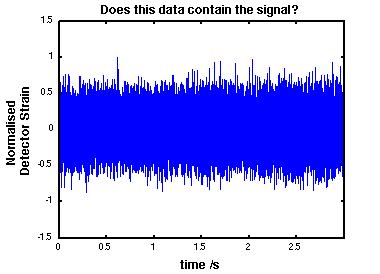 Does this data contain the signal?
1.5
1
0.5
0
-0.5
-1
-1.5
Normalised
Detector Strain
0 0.5 1 1.5 2 2.5
time /s